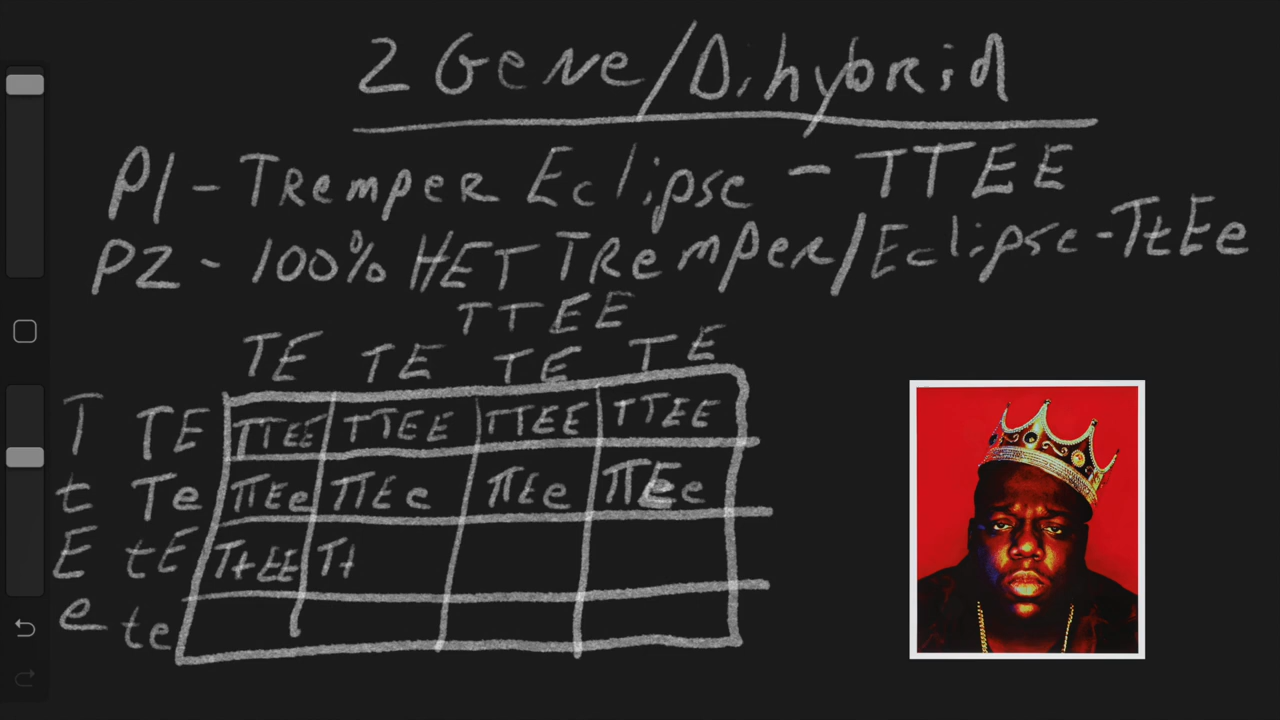 2 Gene/Dihybrid
P1 - Tremper Eclipse - TTEE
P2 - 100% HET TRemper/Eclipse - TtEe
TTEE
TE TE TE TE
T TE TTEE TTEE TTEE TTEE
t Te TTEe TTEe TTEe TTEe
E tE TtEE Tt
e te